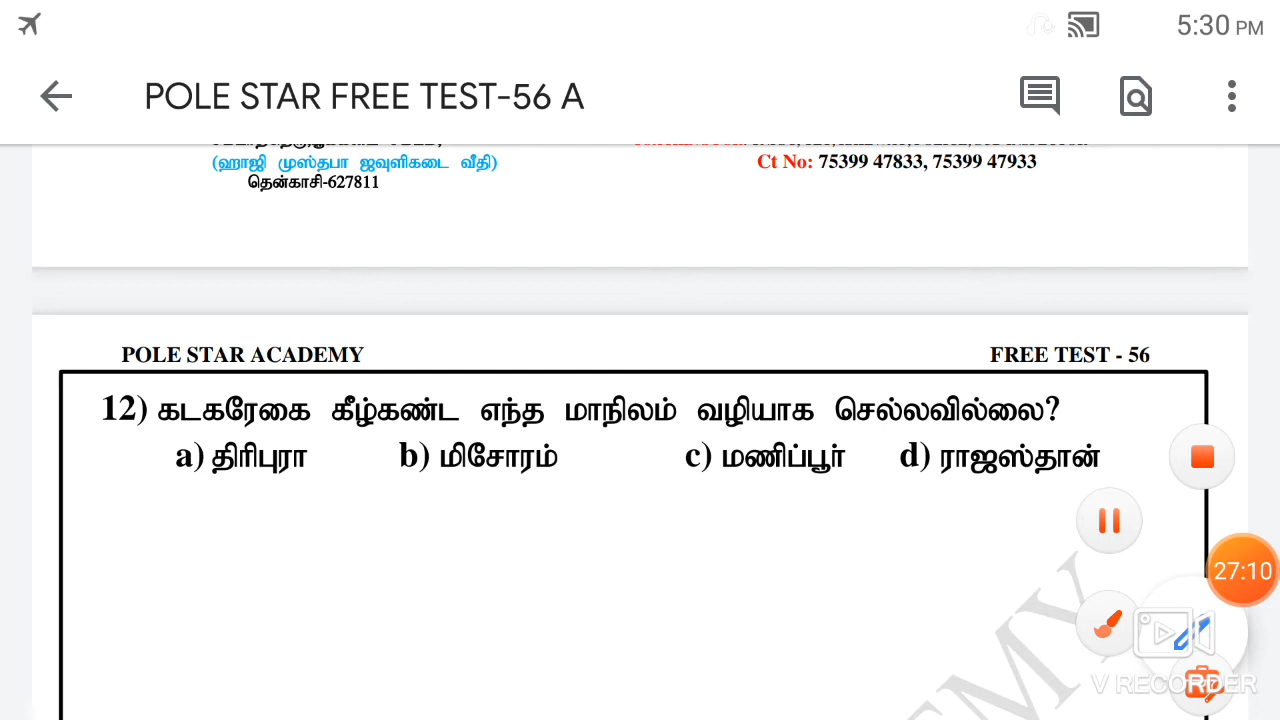 5:30 PM
POLE STAR FREE TEST-56 A
(ஹாஜி முஸ்தபா ஜவுளிகடை வீதி)
Ct No: 75399 47833, 75399 47933
தென்காசி-627811
POLE STAR ACADEMY
FREE TEST - 56
12) கடகரேகை கீழ்கண்ட எந்த மாநிலம் வழியாக செல்லவில்லை?
a) திரிபுரா b) மிசோரம் c) மணிப்பூர் d) ராஜஸ்தான்
27:10
V RECORDER
EMY